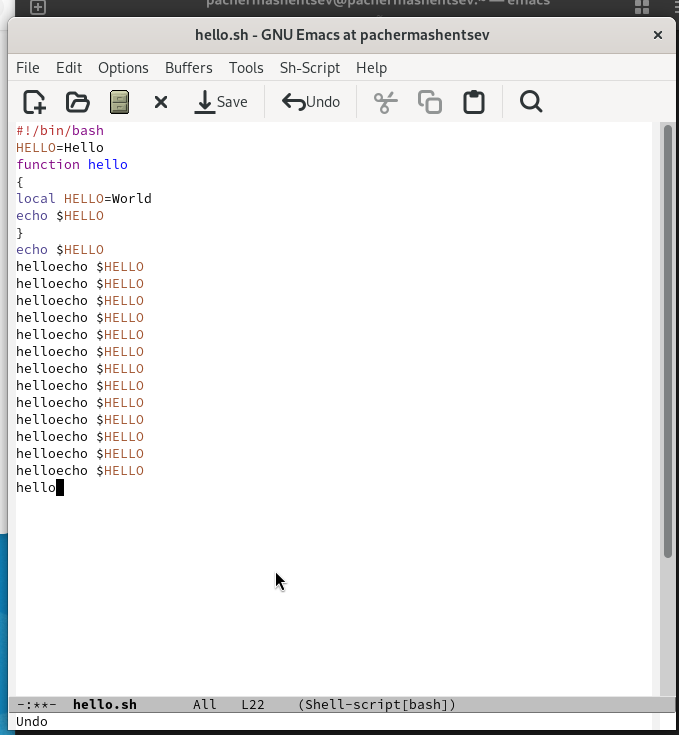 pachermashentsev@pachermashentsev:~ — emacs
hello.sh - GNU Emacs at pachermashentsev
File Edit Options Buffers Tools Sh-Script Help
Save Undo
#!/bin/bash
HELLO=Hello
function hello
{
local HELLO=World
echo $HELLO
}
echo $HELLO
helloecho $HELLO
helloecho $HELLO
helloecho $HELLO
helloecho $HELLO
helloecho $HELLO
helloecho $HELLO
helloecho $HELLO
helloecho $HELLO
helloecho $HELLO
helloecho $HELLO
helloecho $HELLO
helloecho $HELLO
helloecho $HELLO
hello
-:**- hello.sh All L22 (Shell-script[bash])
Undo